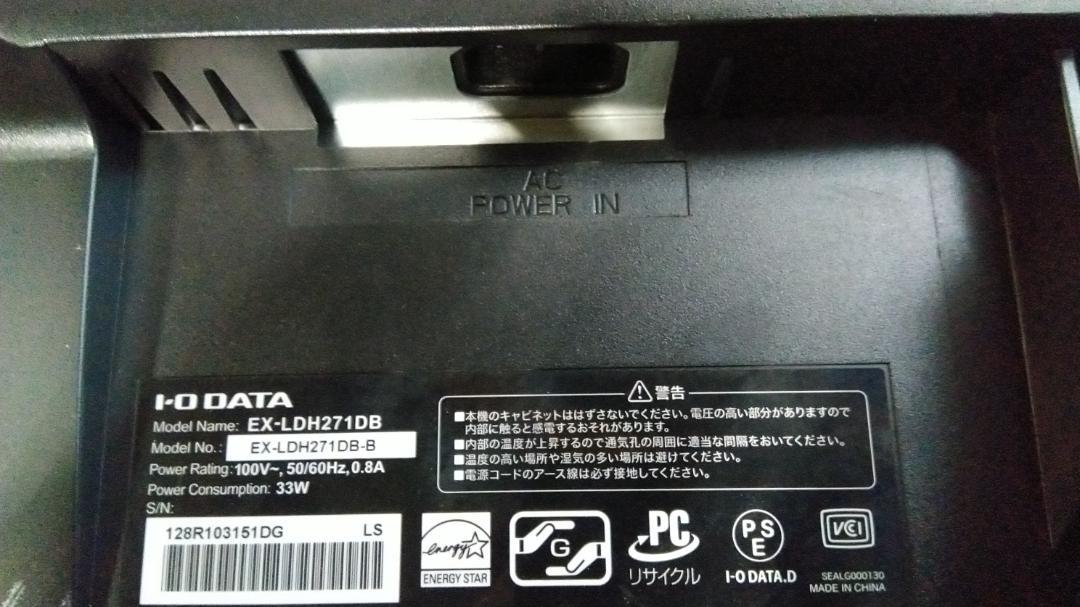 AC
POWER IN
I-O DATA
Model Name: EX-LDH271DB
Model No.: EX-LDH271DB-B
Power Rating: 100V~, 50/60Hz, 0.8A
Power Consumption: 33W
S/N:
128R103151DG LS
⚠警告
■本機のキャビネットははずさないでください。電圧の高い部分がありますので
内部に触ると感電するおそれがあります。
■内部の温度が上昇するので通気孔の周囲に適当な間隔をおいてください。
■温度の高い場所や湿気の多い場所は避けてください。
■電源コードのアース線は必ず接地してください。
energy
ENERGY STAR
G
PC
リサイクル
PS
E
I-O DATA.D
VCCI
SEALG000130
MADE IN CHINA